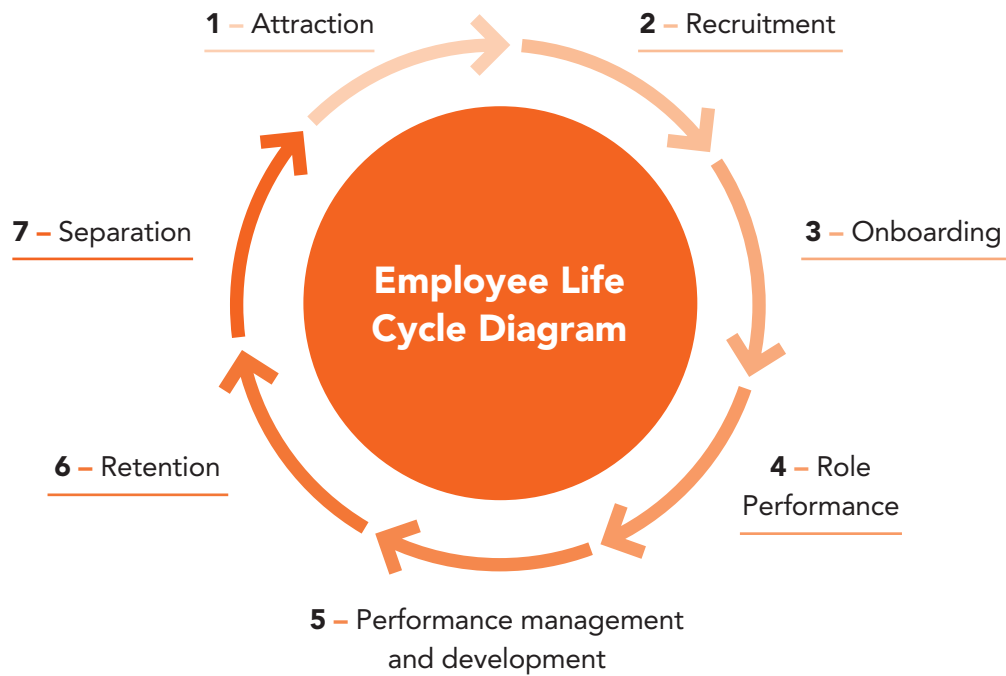 1 – Attraction
2 – Recruitment
3 – Onboarding
4 – Role
Performance
5 – Performance management
and development
6 – Retention
7 – Separation
Employee Life
Cycle Diagram